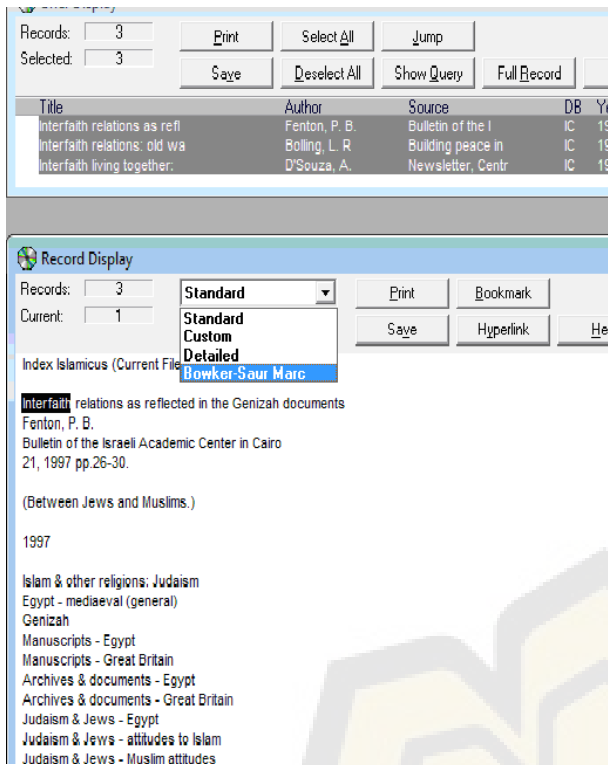 Display
Records: 3 Print Select All Jump
Selected: 3 Save Deselect All Show Query Full Record
Title Author Source DB Ye
Interfaith relations as refl Fenton, P. B. Bulletin of the I IC 19
Interfaith relations: old wa Bolling, L. R Building peace in IC 19
Interfaith living together: D'Souza, A. Newsletter, Centr IC 19
Record Display
Records: 3 Standard Print Bookmark
Current: 1 Save Hyperlink He
Standard
Custom
Detailed
Bowker-Saur Marc
Index Islamicus (Current File
Interfaith relations as reflected in the Genizah documents
Fenton, P. B.
Bulletin of the Israeli Academic Center in Cairo
21, 1997 pp.26-30.
(Between Jews and Muslims.)
1997
Islam & other religions: Judaism
Egypt - mediaeval (general)
Genizah
Manuscripts - Egypt
Manuscripts - Great Britain
Archives & documents - Egypt
Archives & documents - Great Britain
Judaism & Jews - Egypt
Judaism & Jews - attitudes to Islam
Judaism & Jews - Muslim attitudes